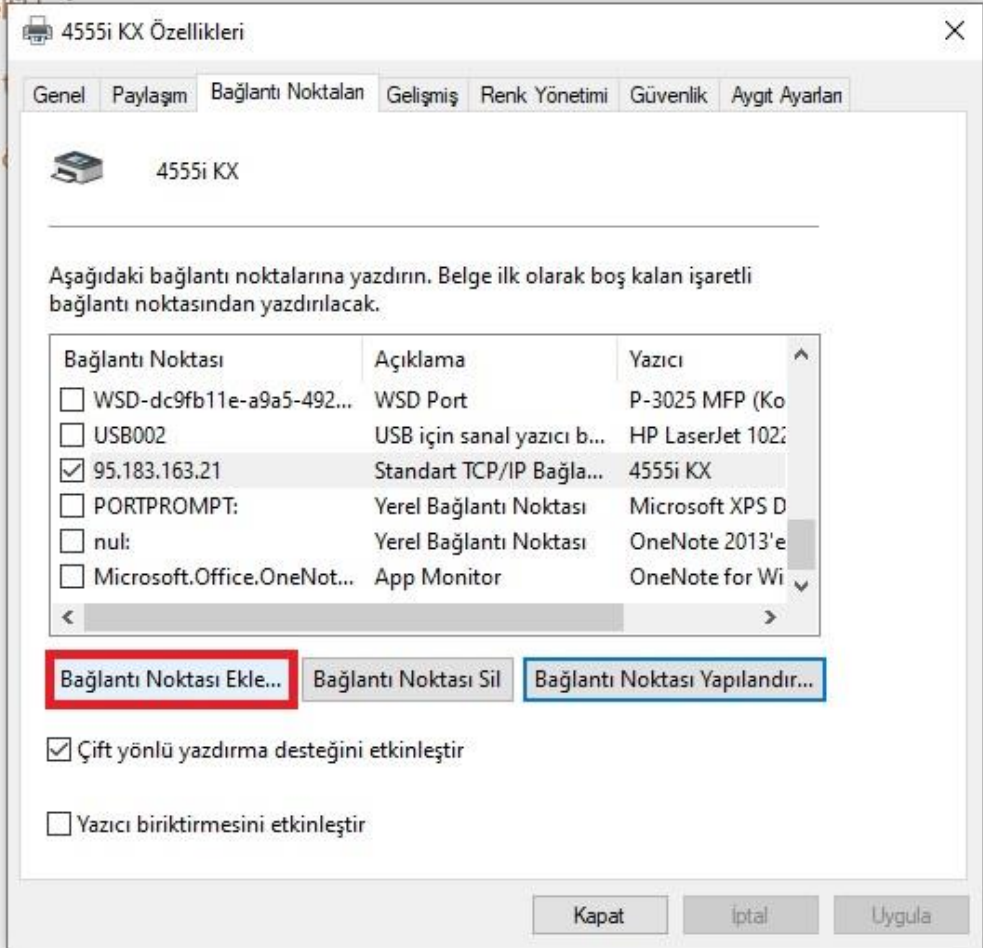 4555i KX Özellikleri
Genel Paylaşım Bağlantı Noktaları Gelişmiş Renk Yönetimi Güvenlik Aygıt Ayarları
4555i KX
Aşağıdaki bağlantı noktalarına yazdırın. Belge ilk olarak boş kalan işaretli
bağlantı noktasından yazdırılacak.
Bağlantı Noktası Açıklama Yazıcı
WSD-dc9fb11e-a9a5-492... WSD Port P-3025 MFP (Ko
USB002 USB için sanal yazıcı b... HP LaserJet 1022
95.183.163.21 Standart TCP/IP Bağla... 4555i KX
PORTPROMPT: Yerel Bağlantı Noktası Microsoft XPS D
nul: Yerel Bağlantı Noktası OneNote 2013'e
Microsoft.Office.OneNot... App Monitor OneNote for Wi
Bağlantı Noktası Ekle... Bağlantı Noktası Sil Bağlantı Noktası Yapılandır...
Çift yönlü yazdırma desteğini etkinleştir
Yazıcı biriktirmesini etkinleştir
Kapat İptal Uygula